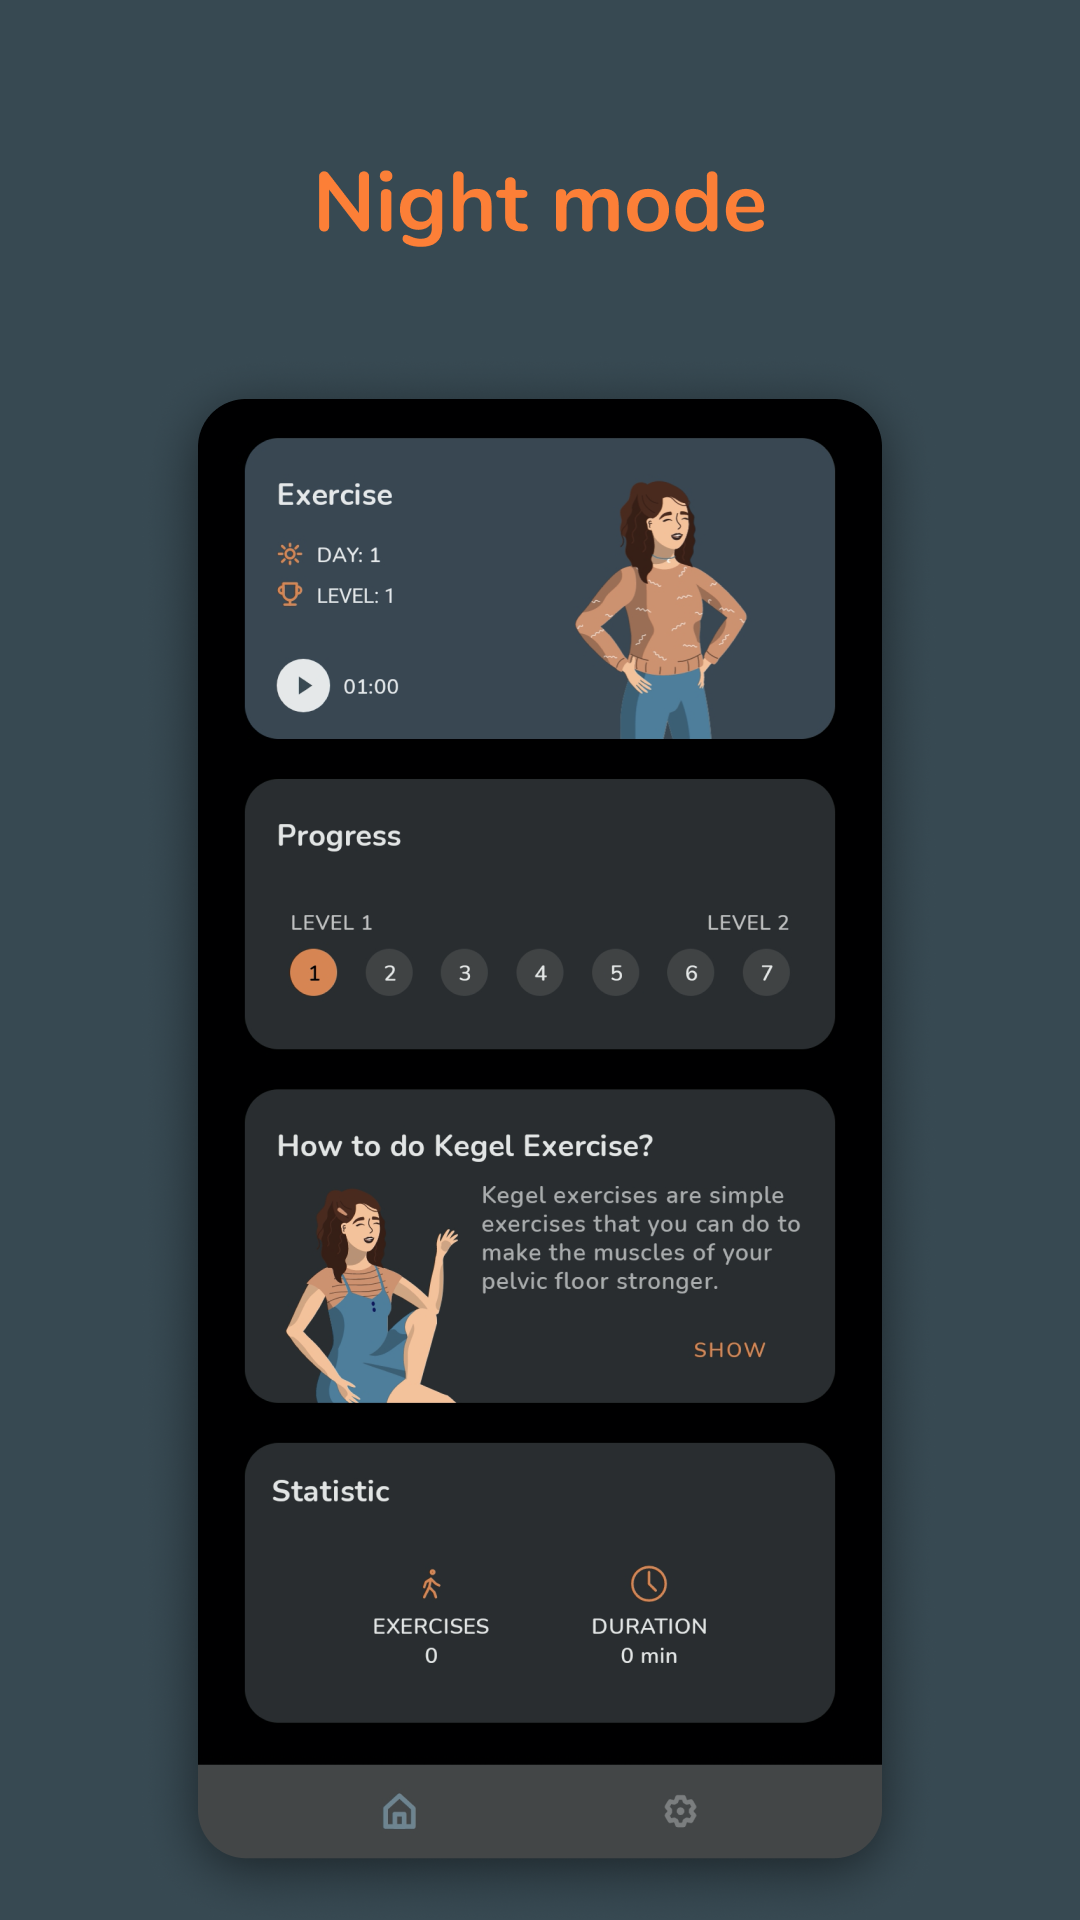 Night mode
Exercise
DAY: 1
LEVEL: 1
01:00
Progress
LEVEL 1 LEVEL 2
1 2 3 4 5 6 7
How to do Kegel Exercise?
Kegel exercises are simple
exercises that you can do to
make the muscles of your
pelvic floor stronger.
SHOW
Statistic
EXERCISES DURATION
0 0 min